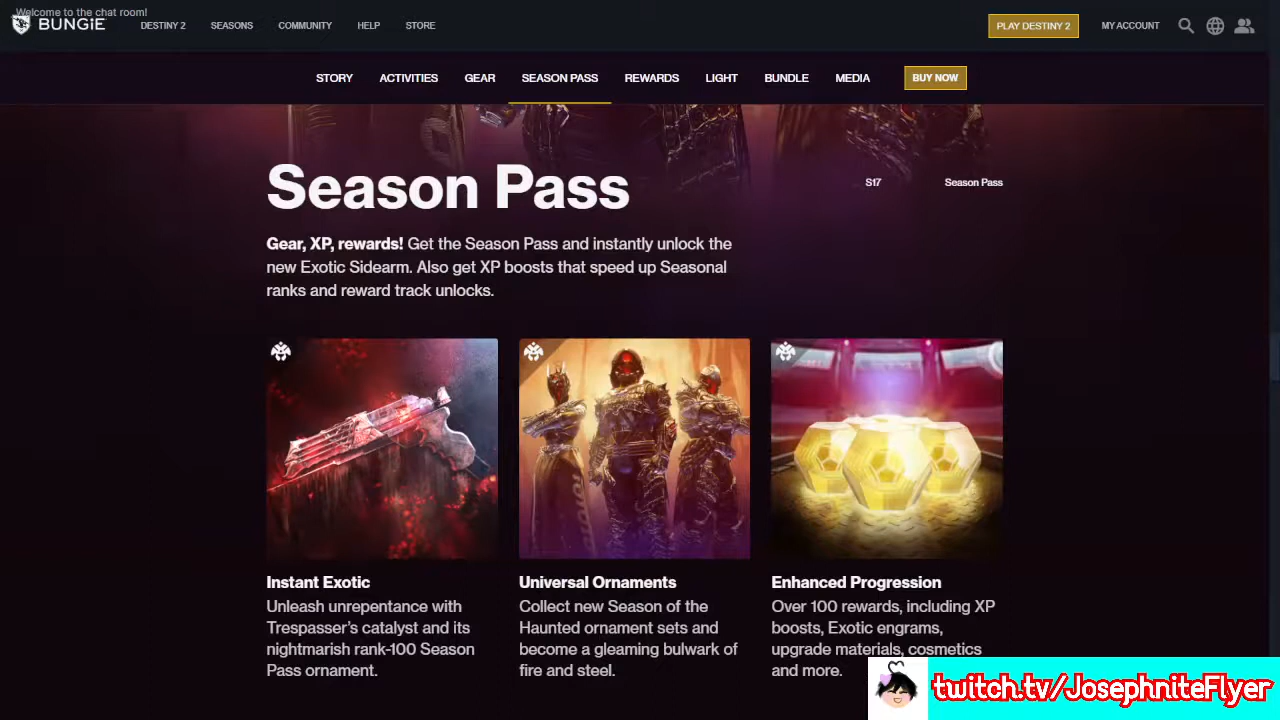 Welcome to the chat room!
BUNGiE
DESTINY 2 SEASONS COMMUNITY HELP STORE PLAY DESTINY 2 MY ACCOUNT
STORY ACTIVITIES GEAR SEASON PASS REWARDS LIGHT BUNDLE MEDIA BUY NOW
Season Pass
S17 Season Pass
Gear, XP, rewards! Get the Season Pass and instantly unlock the
new Exotic Sidearm. Also get XP boosts that speed up Seasonal
ranks and reward track unlocks.
Instant Exotic
Unleash unrepentance with
Trespasser's catalyst and its
nightmarish rank-100 Season
Pass ornament.
Universal Ornaments
Collect new Season of the
Haunted ornament sets and
become a gleaming bulwark of
fire and steel.
Enhanced Progression
Over 100 rewards, including XP
boosts, Exotic engrams,
upgrade materials, cosmetics
and more.
twitch.tv/JosephniteFlyer